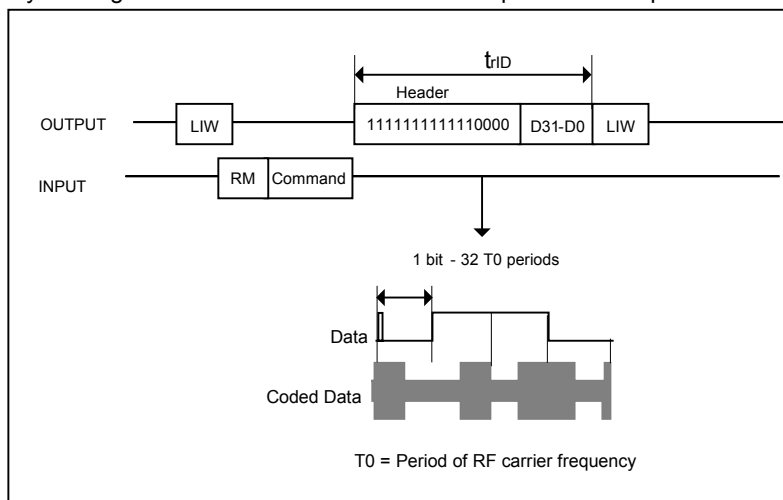 trID
Header
OUTPUT LIW 1111111111110000 D31-D0 LIW
INPUT RM Command
1 bit - 32 T0 periods
Data
Coded Data
T0 = Period of RF carrier frequency